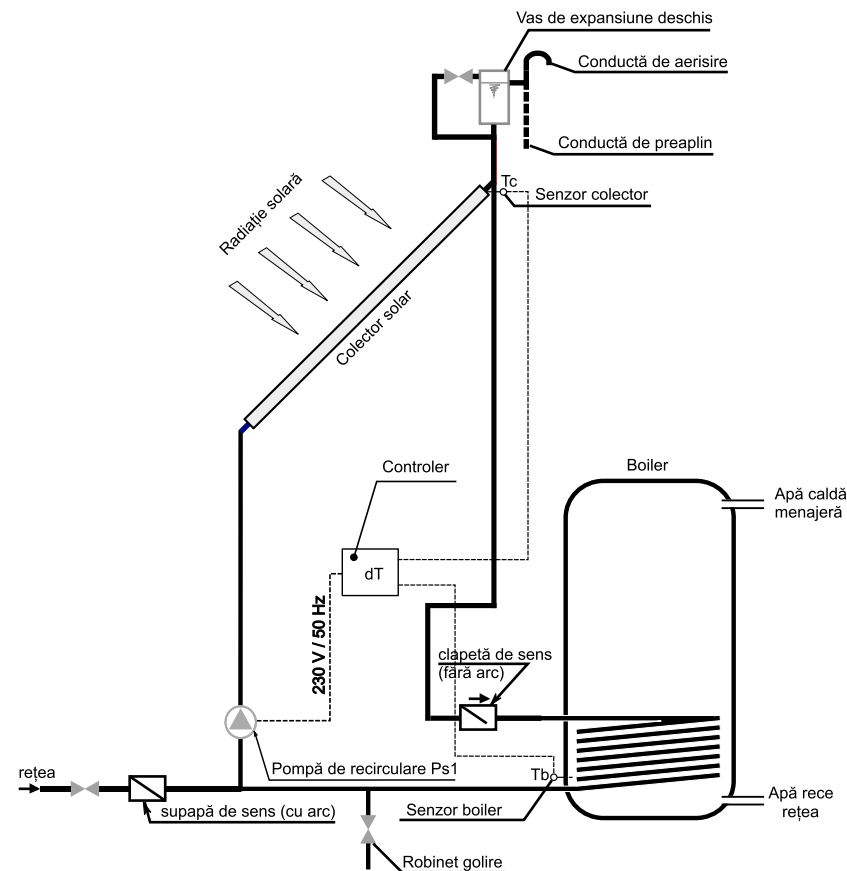 Vas de expansiune deschis
Conductă de aerisire
Conductă de preaplin
Tc
Senzor colector
Radiație solară
Colector solar
Controler
Boiler
Apă caldă
menajeră
dT
230 V / 50 Hz
clapetă de sens
(fără arc)
rețea
Pompă de recirculare Ps1
Tb
supapă de sens (cu arc)
Senzor boiler
Apă rece
rețea
Robinet golire